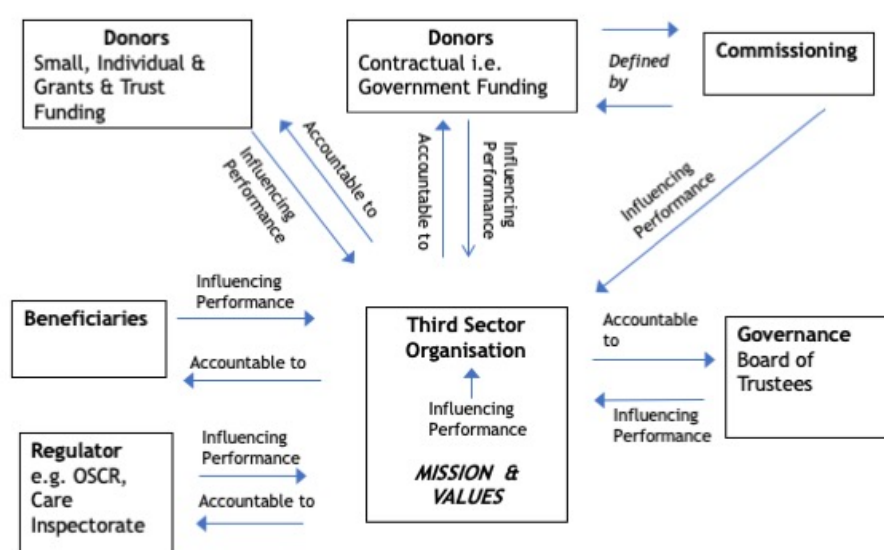 Donors
Small, Individual &
Grants & Trust
Funding
Donors
Contractual i.e.
Government Funding
Defined
by
Commissioning
Accountable to
Influencing
Performance
Accountable to
Influencing
Performance
Influencing
Performance
Beneficiaries
Influencing
Performance
Accountable to
Third Sector
Organisation
Influencing
Performance
MISSION &
VALUES
Accountable
to
Influencing
Performance
Governance
Board of
Trustees
Regulator
e.g. OSCR,
Care
Inspectorate
Influencing
Performance
Accountable to